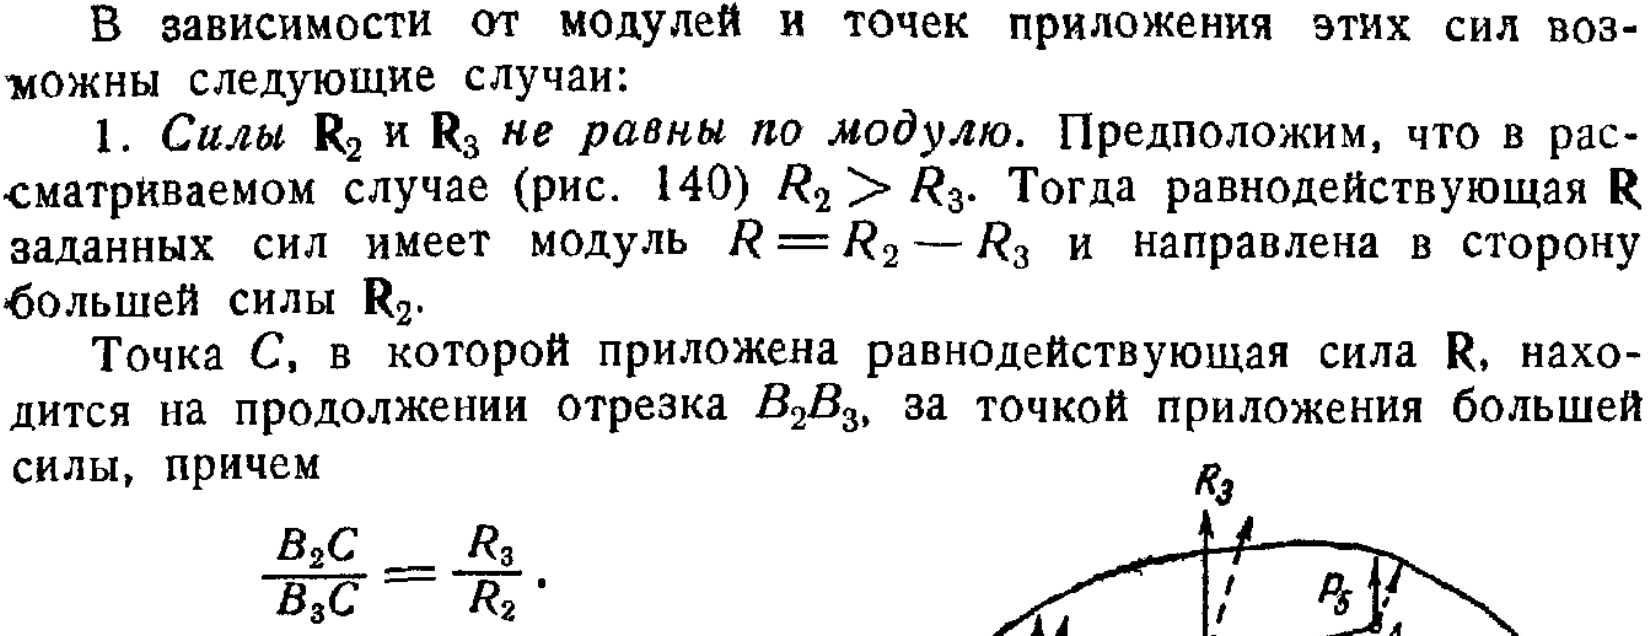 В зависимости от модулей и точек приложения этих сил воз-
можны следующие случаи:
1. Силы R₂ и R₃ не равны по модулю. Предположим, что в рас-
сматриваемом случае (рис. 140) R₂ > R₃. Тогда равнодействующая R
заданных сил имеет модуль R = R₂ — R₃ и направлена в сторону
большей силы R₂.
Точка C, в которой приложена равнодействующая сила R, нахо-
дится на продолжении отрезка B₂B₃, за точкой приложения большей
силы, причем
R₃
B₂C / B₃C = R₃ / R₂.
P₅